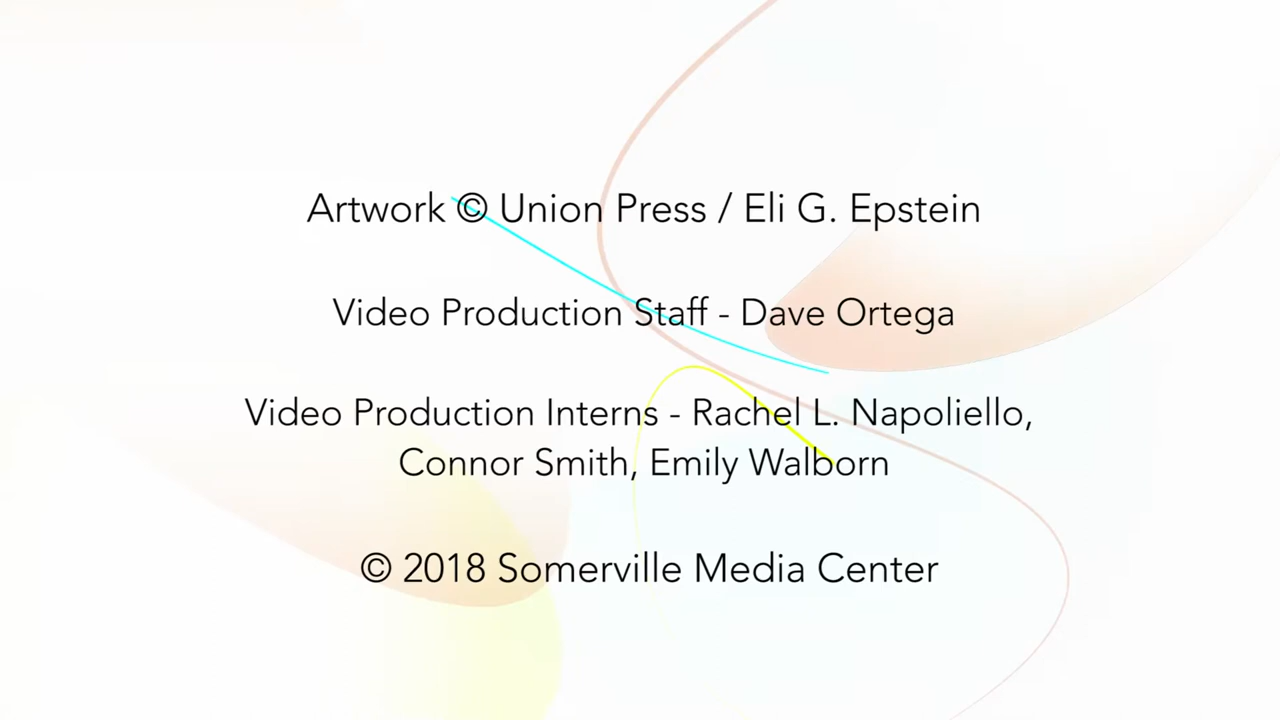 Artwork © Union Press / Eli G. Epstein
Video Production Staff - Dave Ortega
Video Production Interns - Rachel L. Napoliello,
Connor Smith, Emily Walborn
© 2018 Somerville Media Center